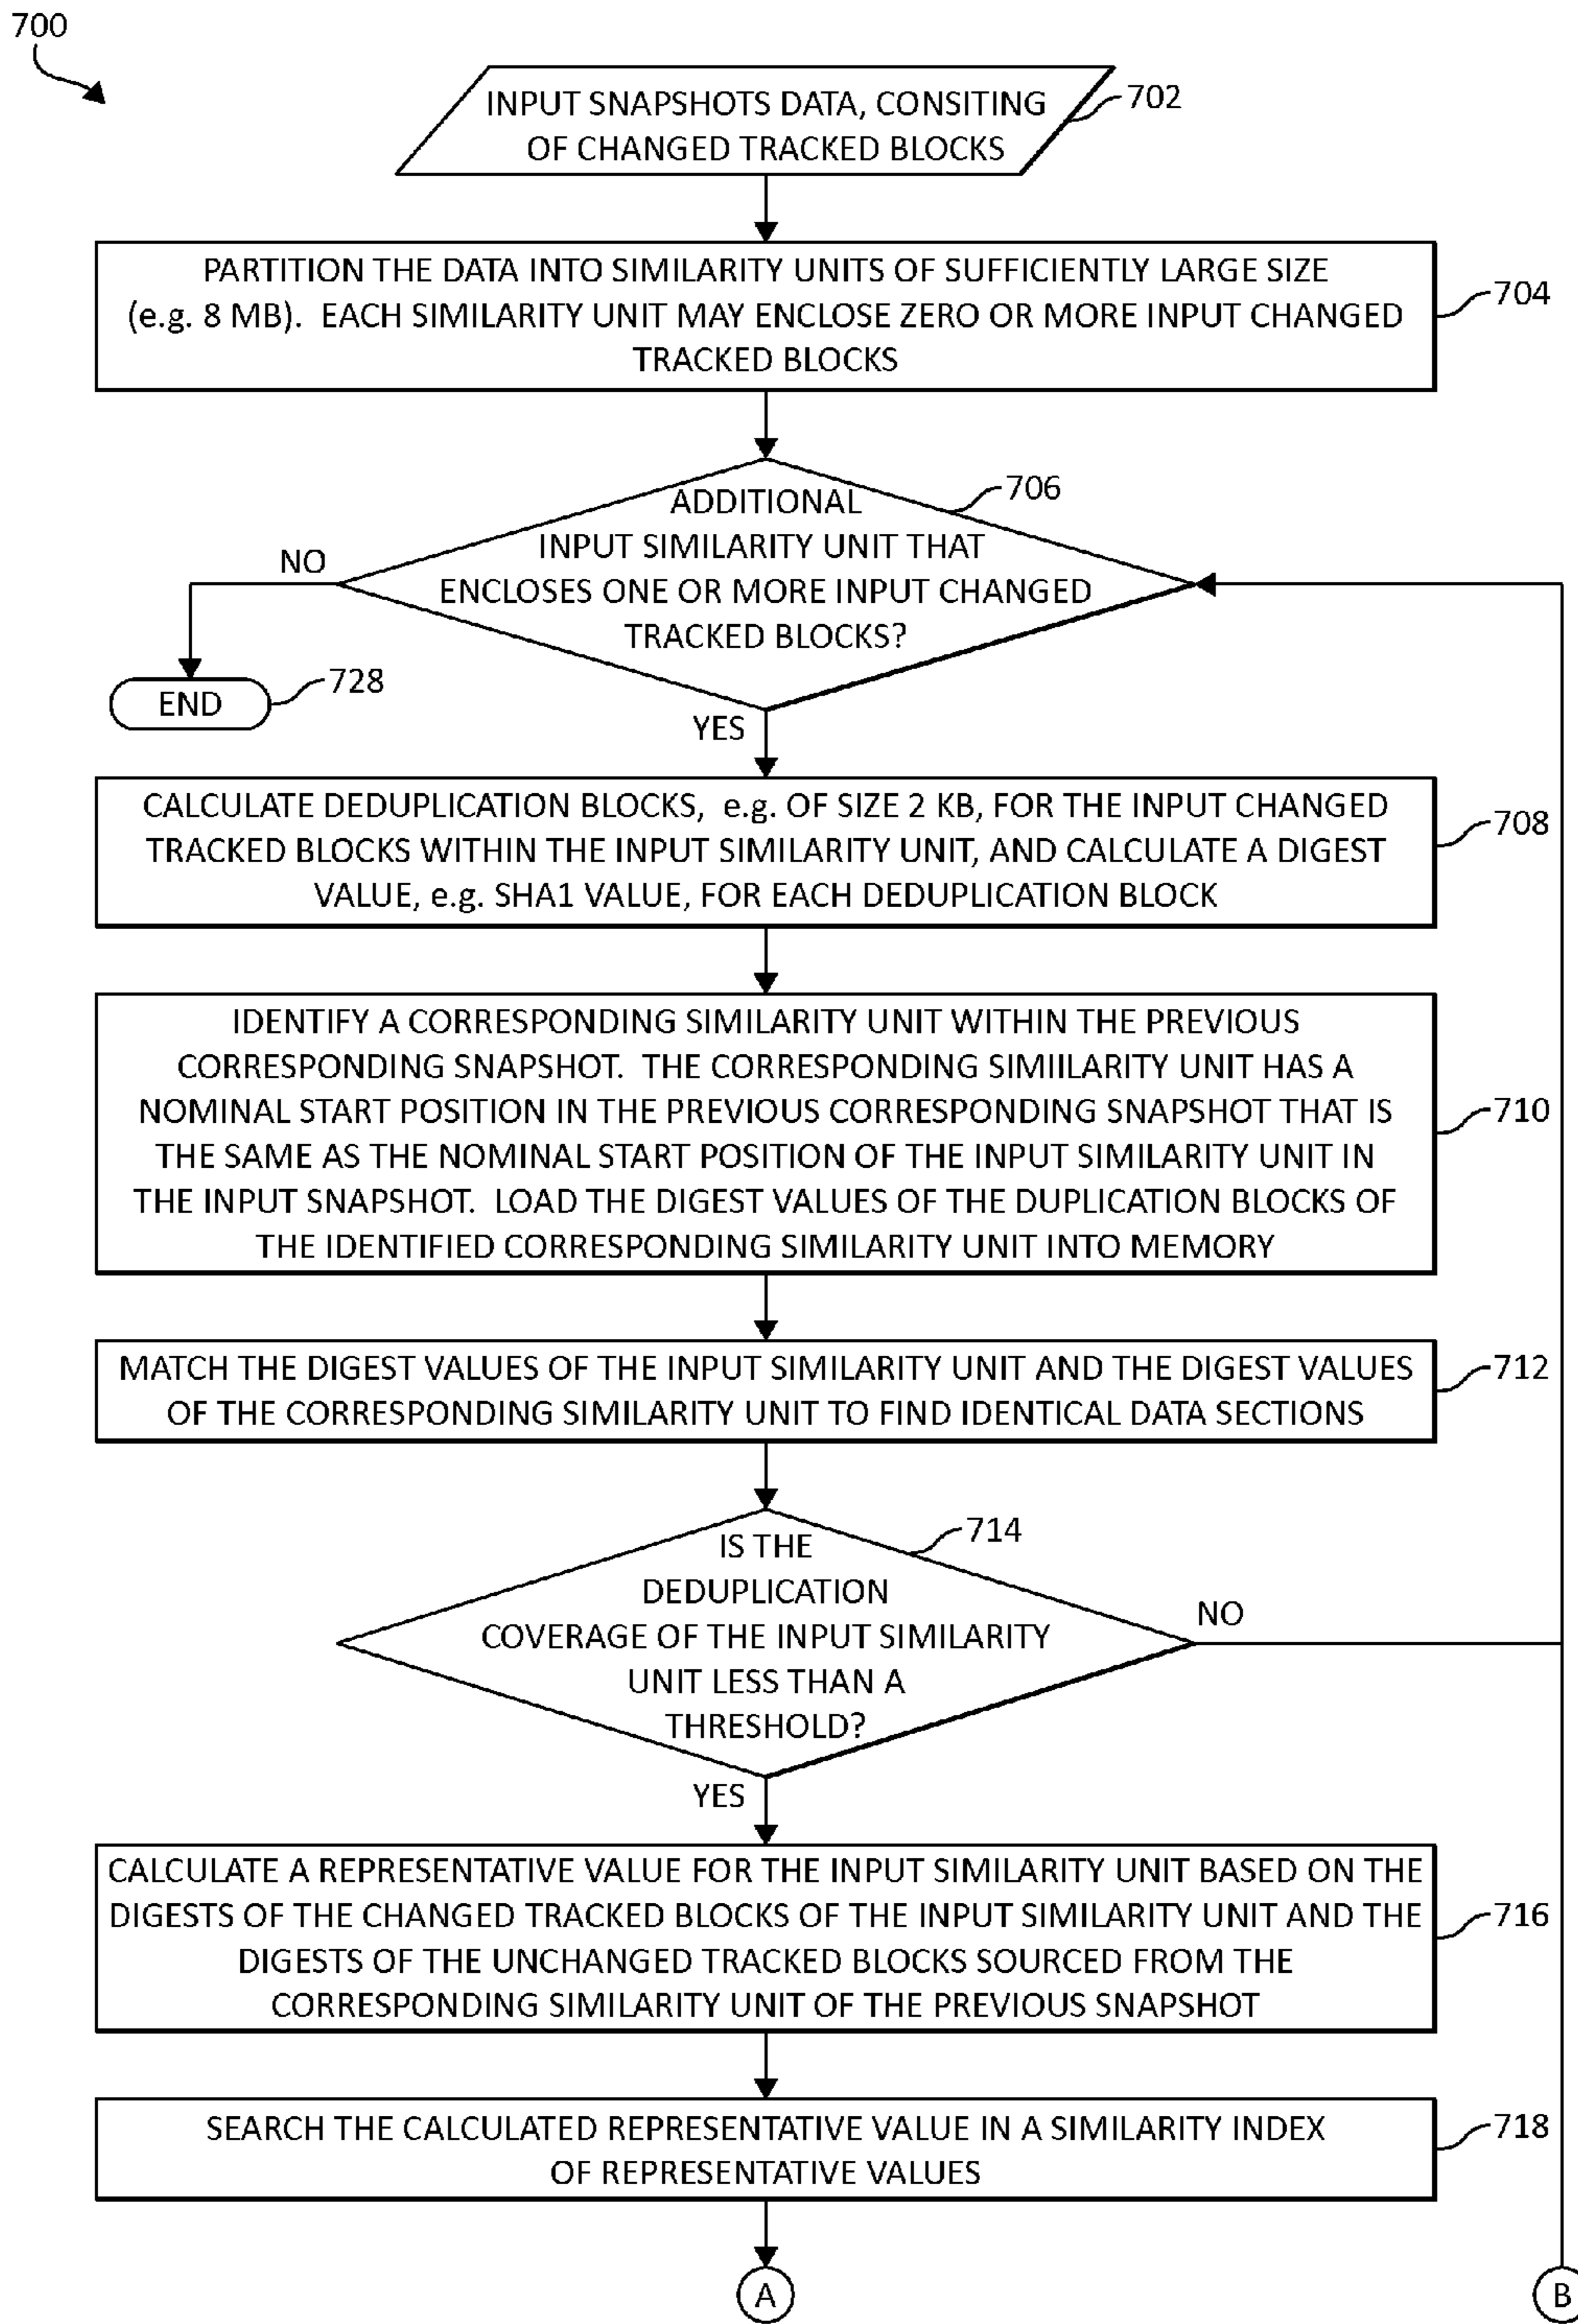 700
INPUT SNAPSHOTS DATA, CONSITING
OF CHANGED TRACKED BLOCKS
702
PARTITION THE DATA INTO SIMILARITY UNITS OF SUFFICIENTLY LARGE SIZE
(e.g. 8 MB). EACH SIMILARITY UNIT MAY ENCLOSE ZERO OR MORE INPUT CHANGED
TRACKED BLOCKS
704
ADDITIONAL
INPUT SIMILARITY UNIT THAT
ENCLOSES ONE OR MORE INPUT CHANGED
TRACKED BLOCKS?
706
NO
END
728
YES
CALCULATE DEDUPLICATION BLOCKS, e.g. OF SIZE 2 KB, FOR THE INPUT CHANGED
TRACKED BLOCKS WITHIN THE INPUT SIMILARITY UNIT, AND CALCULATE A DIGEST
VALUE, e.g. SHA1 VALUE, FOR EACH DEDUPLICATION BLOCK
708
IDENTIFY A CORRESPONDING SIMILARITY UNIT WITHIN THE PREVIOUS
CORRESPONDING SNAPSHOT. THE CORRESPONDING SIMIILARITY UNIT HAS A
NOMINAL START POSITION IN THE PREVIOUS CORRESPONDING SNAPSHOT THAT IS
THE SAME AS THE NOMINAL START POSITION OF THE INPUT SIMILARITY UNIT IN
THE INPUT SNAPSHOT. LOAD THE DIGEST VALUES OF THE DUPLICATION BLOCKS OF
THE IDENTIFIED CORRESPONDING SIMILARITY UNIT INTO MEMORY
710
MATCH THE DIGEST VALUES OF THE INPUT SIMILARITY UNIT AND THE DIGEST VALUES
OF THE CORRESPONDING SIMILARITY UNIT TO FIND IDENTICAL DATA SECTIONS
712
IS THE
DEDUPLICATION
COVERAGE OF THE INPUT SIMILARITY
UNIT LESS THAN A
THRESHOLD?
714
NO
YES
CALCULATE A REPRESENTATIVE VALUE FOR THE INPUT SIMILARITY UNIT BASED ON THE
DIGESTS OF THE CHANGED TRACKED BLOCKS OF THE INPUT SIMILARITY UNIT AND THE
DIGESTS OF THE UNCHANGED TRACKED BLOCKS SOURCED FROM THE
CORRESPONDING SIMILARITY UNIT OF THE PREVIOUS SNAPSHOT
716
SEARCH THE CALCULATED REPRESENTATIVE VALUE IN A SIMILARITY INDEX
OF REPRESENTATIVE VALUES
718
A
B